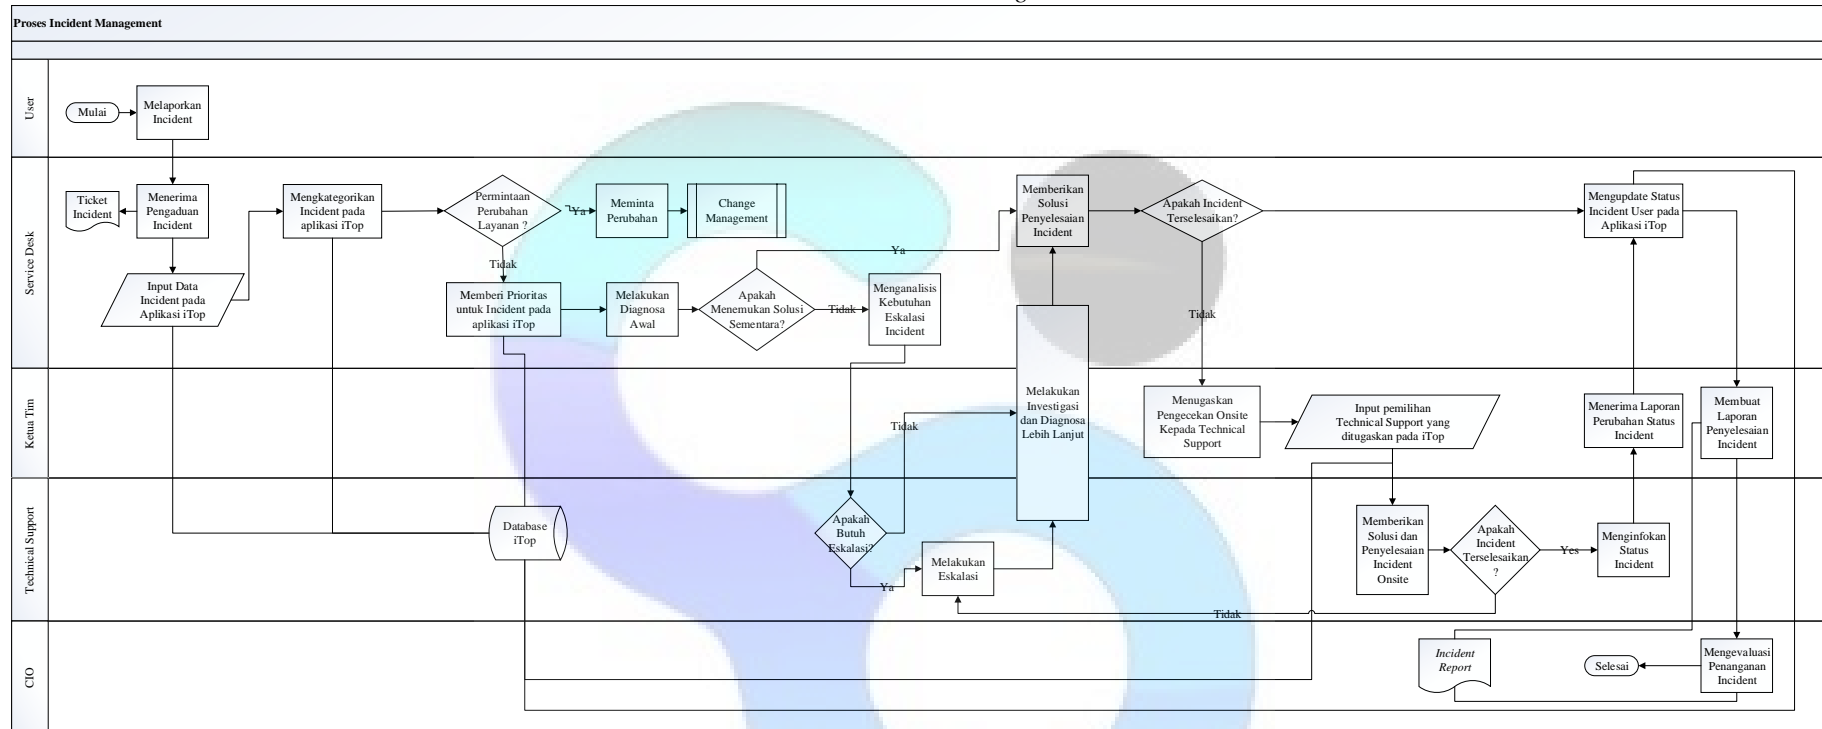 Proses Incident Management
User
Mulai
Melaporkan
Incident
Service Desk
Ticket
Incident
Menerima
Pengaduan
Incident
Mengkategorikan
Incident pada
aplikasi iTop
Permintaan
Perubahan
Layanan ?
Ya
Meminta
Perubahan
Change
Management
Tidak
Input Data
Incident pada
Aplikasi iTop
Memberi Prioritas
untuk Incident pada
aplikasi iTop
Melakukan
Diagnosa
Awal
Apakah
Menemukan Solusi
Sementara?
Ya
Tidak
Menganalisis
Kebutuhan
Eskalasi
Incident
Memberikan
Solusi
Penyelesaian
Incident
Apakah Incident
Terselesaikan?
Tidak
Mengupdate Status
Incident User pada
Aplikasi iTop
Ketua Tim
Tidak
Melakukan
Investigasi
dan Diagnosa
Lebih Lanjut
Menugaskan
Pengecekan Onsite
Kepada Technical
Support
Input pemilihan
Technical Support yang
ditugaskan pada iTop
Menerima Laporan
Perubahan Status
Incident
Membuat
Laporan
Penyelesaian
Incident
Technical Support
Database
iTop
Apakah
Butuh
Eskalasi?
Ya
Melakukan
Eskalasi
Memberikan
Solusi dan
Penyelesaian
Incident
Onsite
Apakah
Incident
Terselesaikan
?
Yes
Menginfokan
Status
Incident
Tidak
CIO
Incident
Report
Selesai
Mengevaluasi
Penanganan
Incident